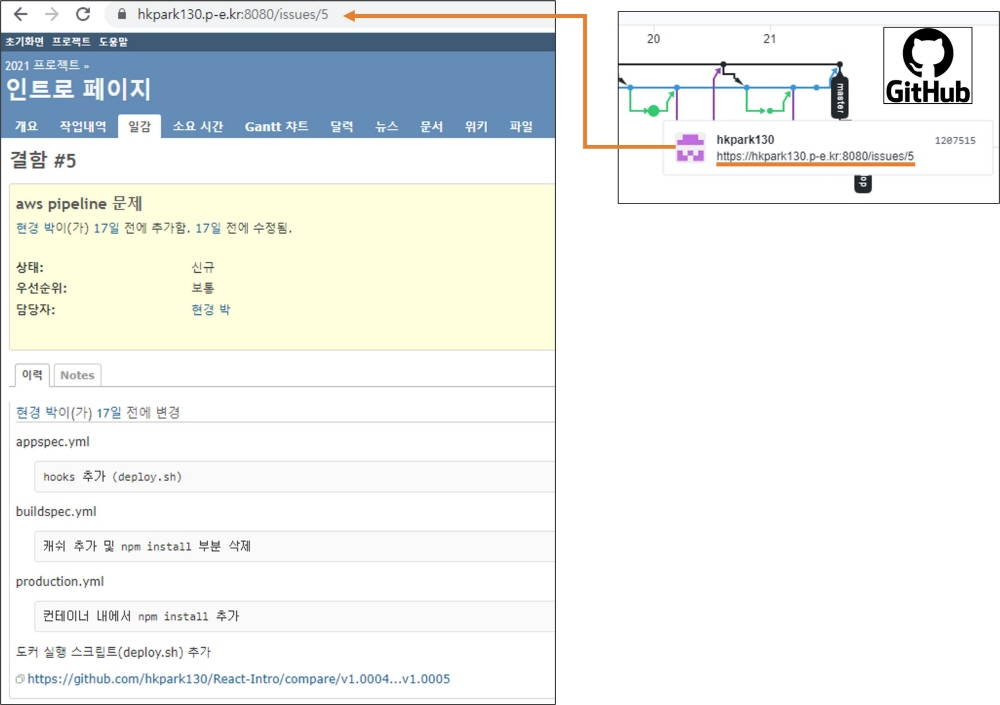 hkpark130.p-e.kr:8080/issues/5
초기화면 프로젝트 도움말
2021 프로젝트 »
인트로 페이지
개요 작업내역 일감 소요 시간 Gantt 차트 달력 뉴스 문서 위키 파일
결함 #5
aws pipeline 문제
현경 박이(가) 17일 전에 추가함. 17일 전에 수정됨.
상태: 신규
우선순위: 보통
담당자: 현경 박
이력 Notes
현경 박이(가) 17일 전에 변경
appspec.yml
hooks 추가 (deploy.sh)
buildspec.yml
캐쉬 추가 및 npm install 부분 삭제
production.yml
컨테이너 내에서 npm install 추가
도커 실행 스크립트(deploy.sh) 추가
https://github.com/hkpark130/React-Intro/compare/v1.0004...v1.0005
20 21
GitHub
master
hkpark130 1207515
https://hkpark130.p-e.kr:8080/issues/5
op